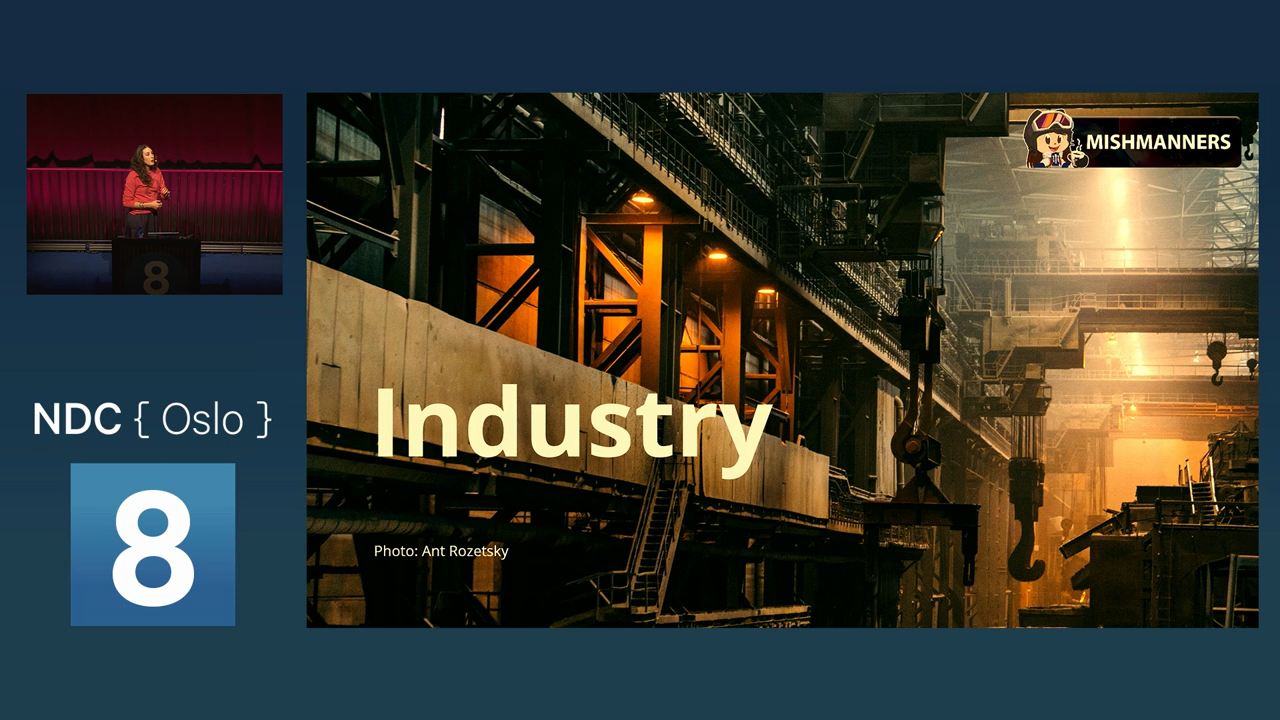 MISHMANNERS
8
NDC { Oslo }
8
Industry
Photo: Ant Rozetsky